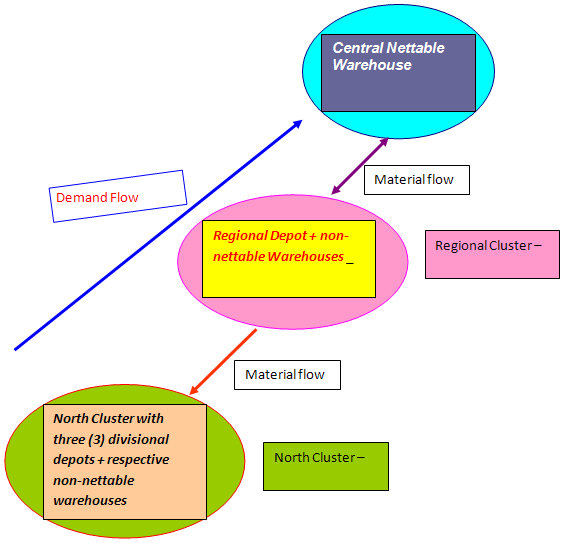 Central Nettable
Warehouse
Material flow
Demand Flow
Regional Depot + non-
nettable Warehouses _
Regional Cluster –
Material flow
North Cluster with
three (3) divisional
depots + respective
non-nettable
warehouses
North Cluster –